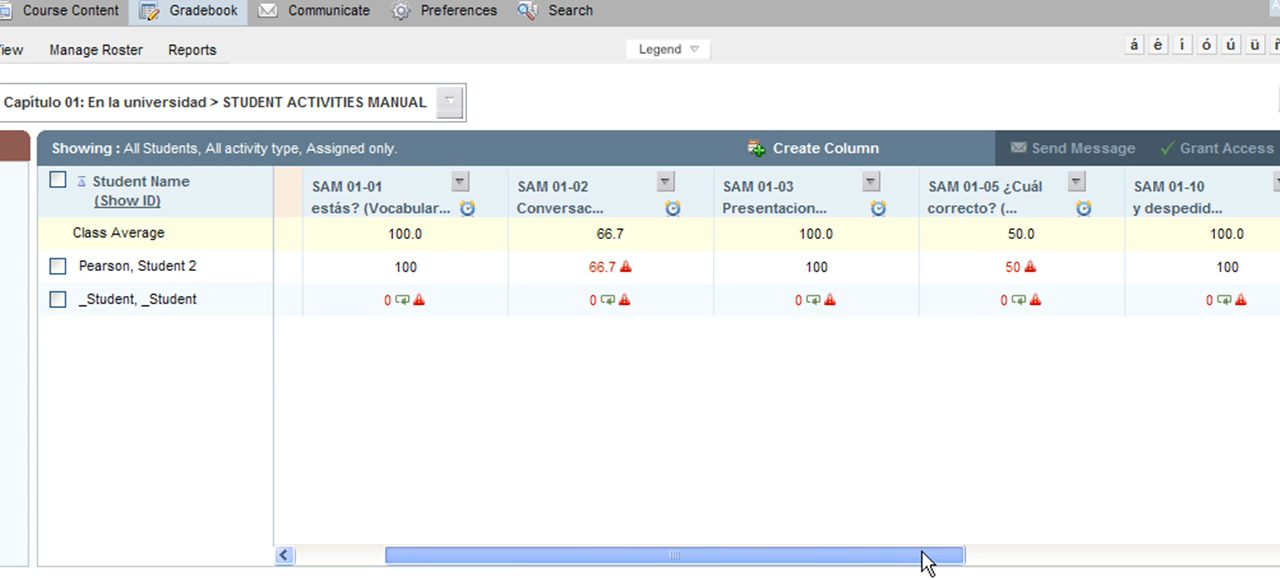 Course Content Gradebook Communicate Preferences Search
Manage Roster Reports Legend á é í ó ú ü
Capítulo 01: En la universidad > STUDENT ACTIVITIES MANUAL
Showing : All Students, All activity type, Assigned only. Create Column Send Message Grant Access
Student Name SAM 01-01 SAM 01-02 SAM 01-03 SAM 01-05 ¿Cuál SAM 01-10
(Show ID) estás? (Vocabular... Conversac... Presentacion... correcto? (... y despedid...
Class Average 100.0 66.7 100.0 50.0 100.0
Pearson, Student 2 100 66.7 100 50 100
_Student, _Student 0 0 0 0 0